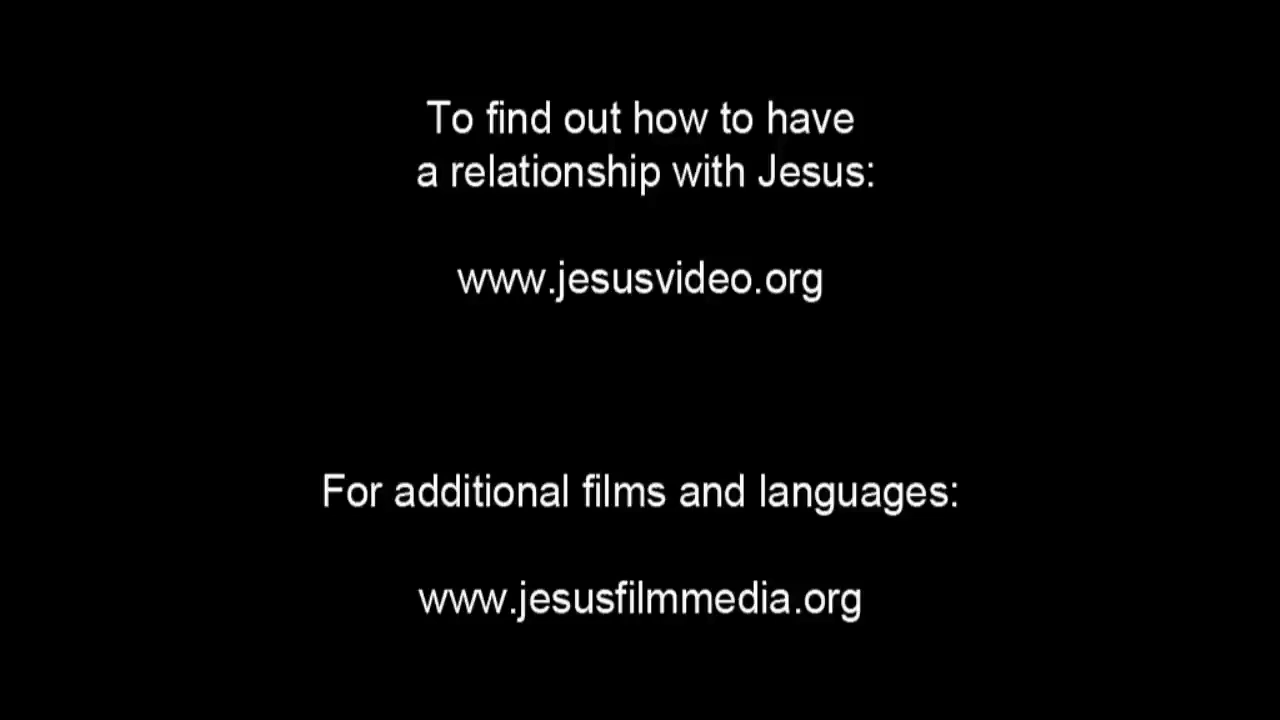 To find out how to have
a relationship with Jesus:
www.jesusvideo.org
For additional films and languages:
www.jesusfilmmedia.org